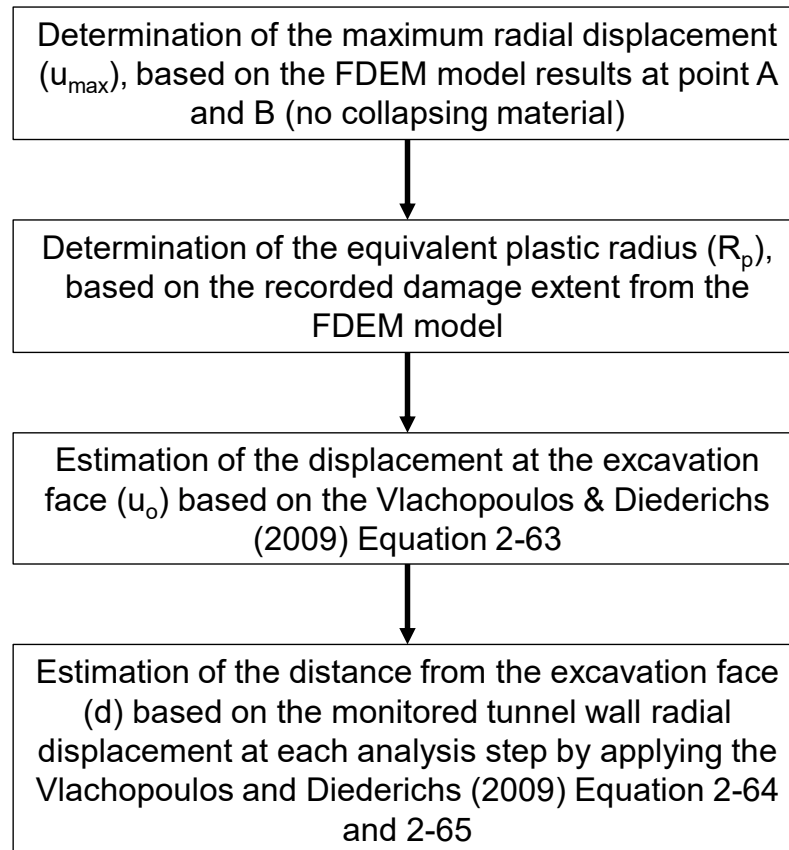 Determination of the maximum radial displacement
(umax), based on the FDEM model results at point A
and B (no collapsing material)
Determination of the equivalent plastic radius (Rp),
based on the recorded damage extent from the
FDEM model
Estimation of the displacement at the excavation
face (uo) based on the Vlachopoulos & Diederichs
(2009) Equation 2-63
Estimation of the distance from the excavation face
(d) based on the monitored tunnel wall radial
displacement at each analysis step by applying the
Vlachopoulos and Diederichs (2009) Equation 2-64
and 2-65